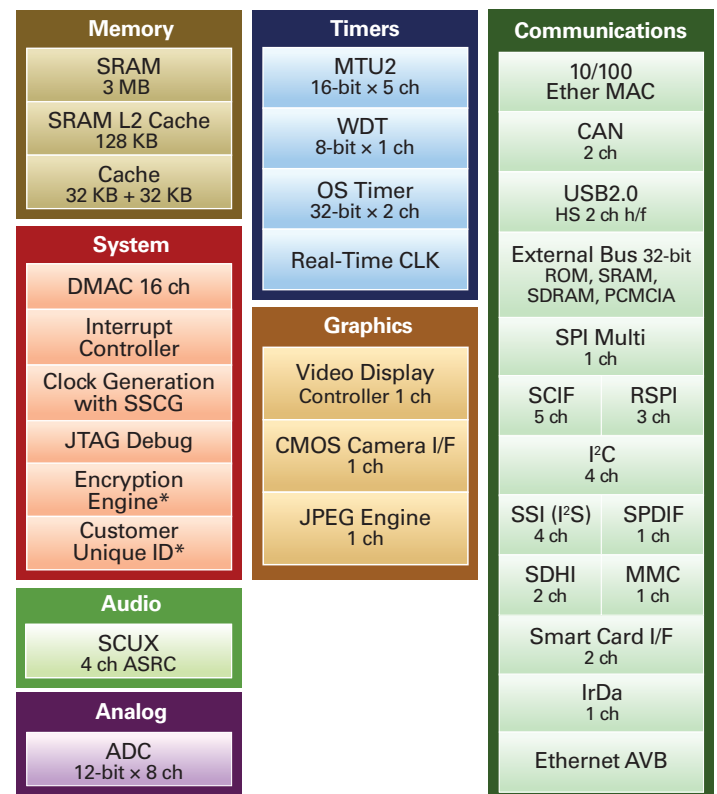 Memory
SRAM
3 MB
SRAM L2 Cache
128 KB
Cache
32 KB + 32 KB
System
DMAC 16 ch
Interrupt
Controller
Clock Generation
with SSCG
JTAG Debug
Encryption
Engine*
Customer
Unique ID*
Audio
SCUX
4 ch ASRC
Analog
ADC
12-bit × 8 ch
Timers
MTU2
16-bit × 5 ch
WDT
8-bit × 1 ch
OS Timer
32-bit × 2 ch
Real-Time CLK
Graphics
Video Display
Controller 1 ch
CMOS Camera I/F
1 ch
JPEG Engine
1 ch
Communications
10/100
Ether MAC
CAN
2 ch
USB2.0
HS 2 ch h/f
External Bus 32-bit
ROM, SRAM,
SDRAM, PCMCIA
SPI Multi
1 ch
SCIF
5 ch
RSPI
3 ch
I²C
4 ch
SSI (I²S)
4 ch
SPDIF
1 ch
SDHI
2 ch
MMC
1 ch
Smart Card I/F
2 ch
IrDa
1 ch
Ethernet AVB